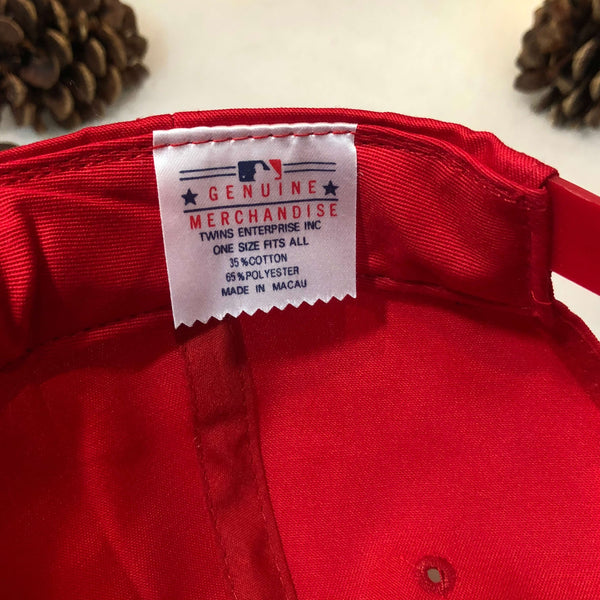 GENUINE
MERCHANDISE
TWINS ENTERPRISE INC
ONE SIZE FITS ALL
35%COTTON
65%POLYESTER
MADE IN MACAU